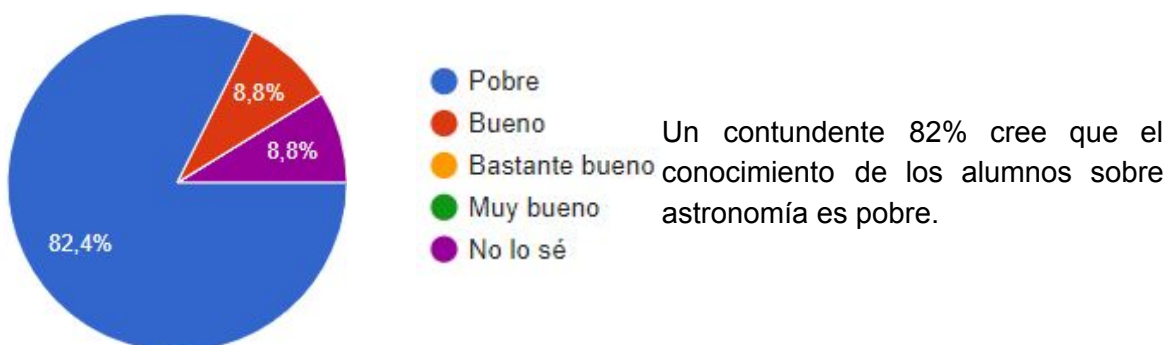 8,8%
8,8%
82,4%
Pobre
Bueno
Bastante bueno
Muy bueno
No lo sé
Un contundente 82% cree que el
conocimiento de los alumnos sobre
astronomía es pobre.